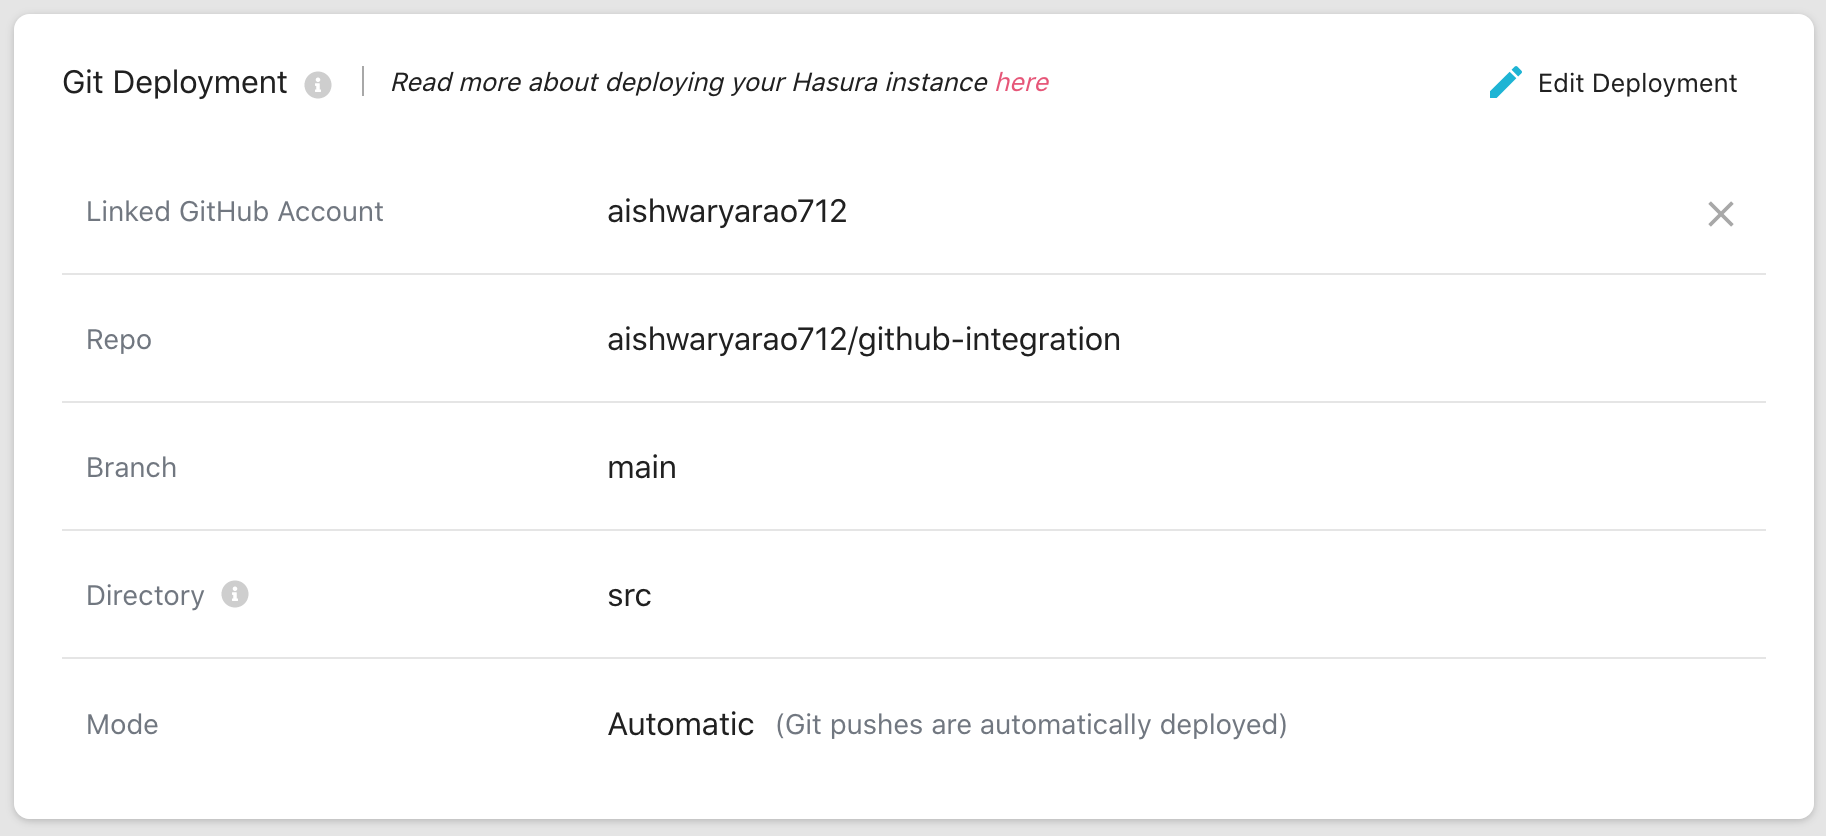 Git Deployment
Read more about deploying your Hasura instance here
Edit Deployment
Linked GitHub Account aishwaryarao712
Repo aishwaryarao712/github-integration
Branch main
Directory src
Mode Automatic (Git pushes are automatically deployed)